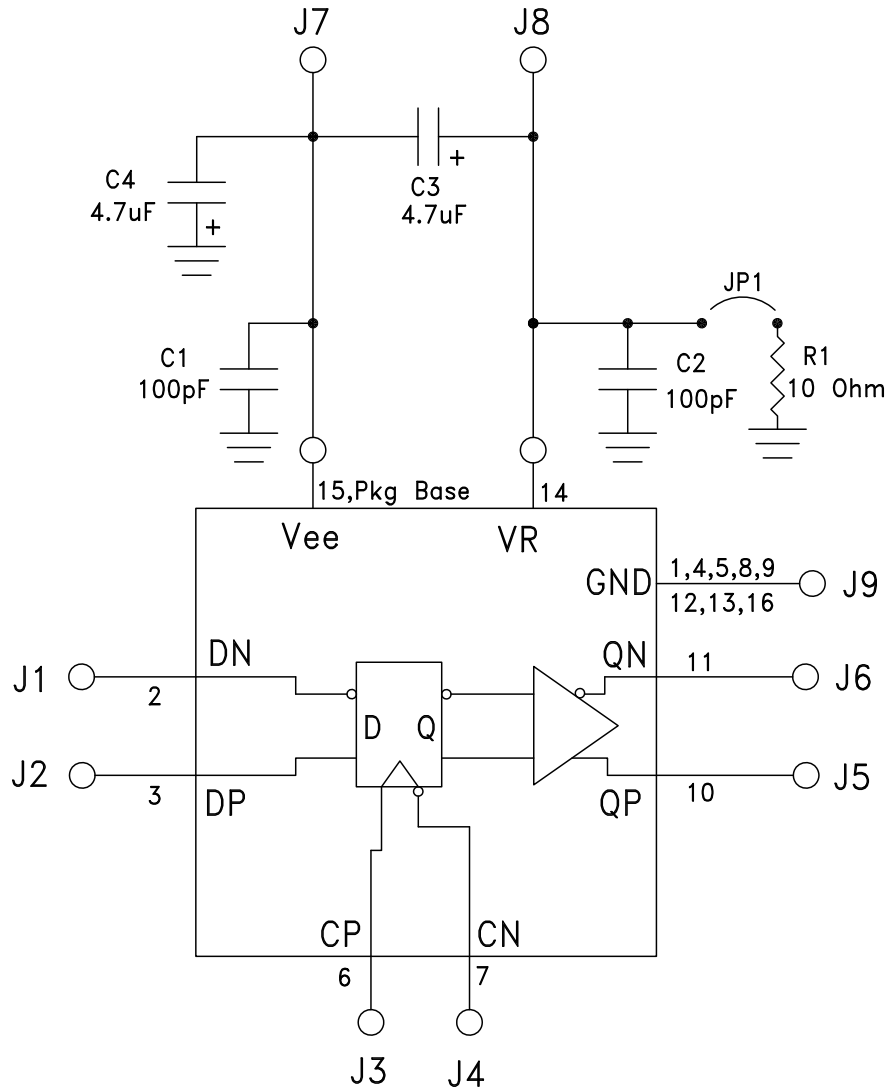 J7
J8
C4
4.7uF
+
+
C3
4.7uF
JP1
C1
100pF
C2
100pF
R1
10 Ohm
15,Pkg Base
14
Vee
VR
GND
1,4,5,8,9
12,13,16
J9
J1
2
DN
QN
11
J6
D
Q
J2
3
DP
QP
10
J5
CP
CN
6
7
J3
J4